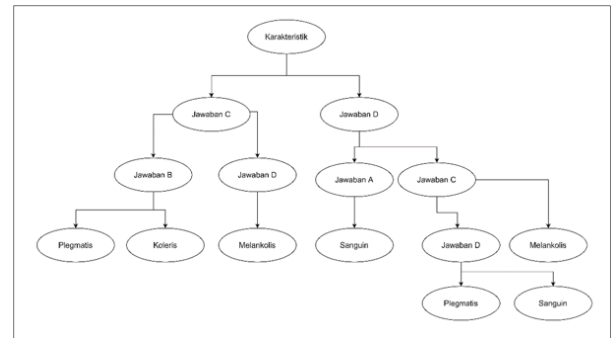 Karakteristik
Jawaban C
Jawaban D
Jawaban B
Jawaban D
Jawaban A
Jawaban C
Plegmatis
Koleris
Melankolis
Sanguin
Jawaban D
Melankolis
Plegmatis
Sanguin